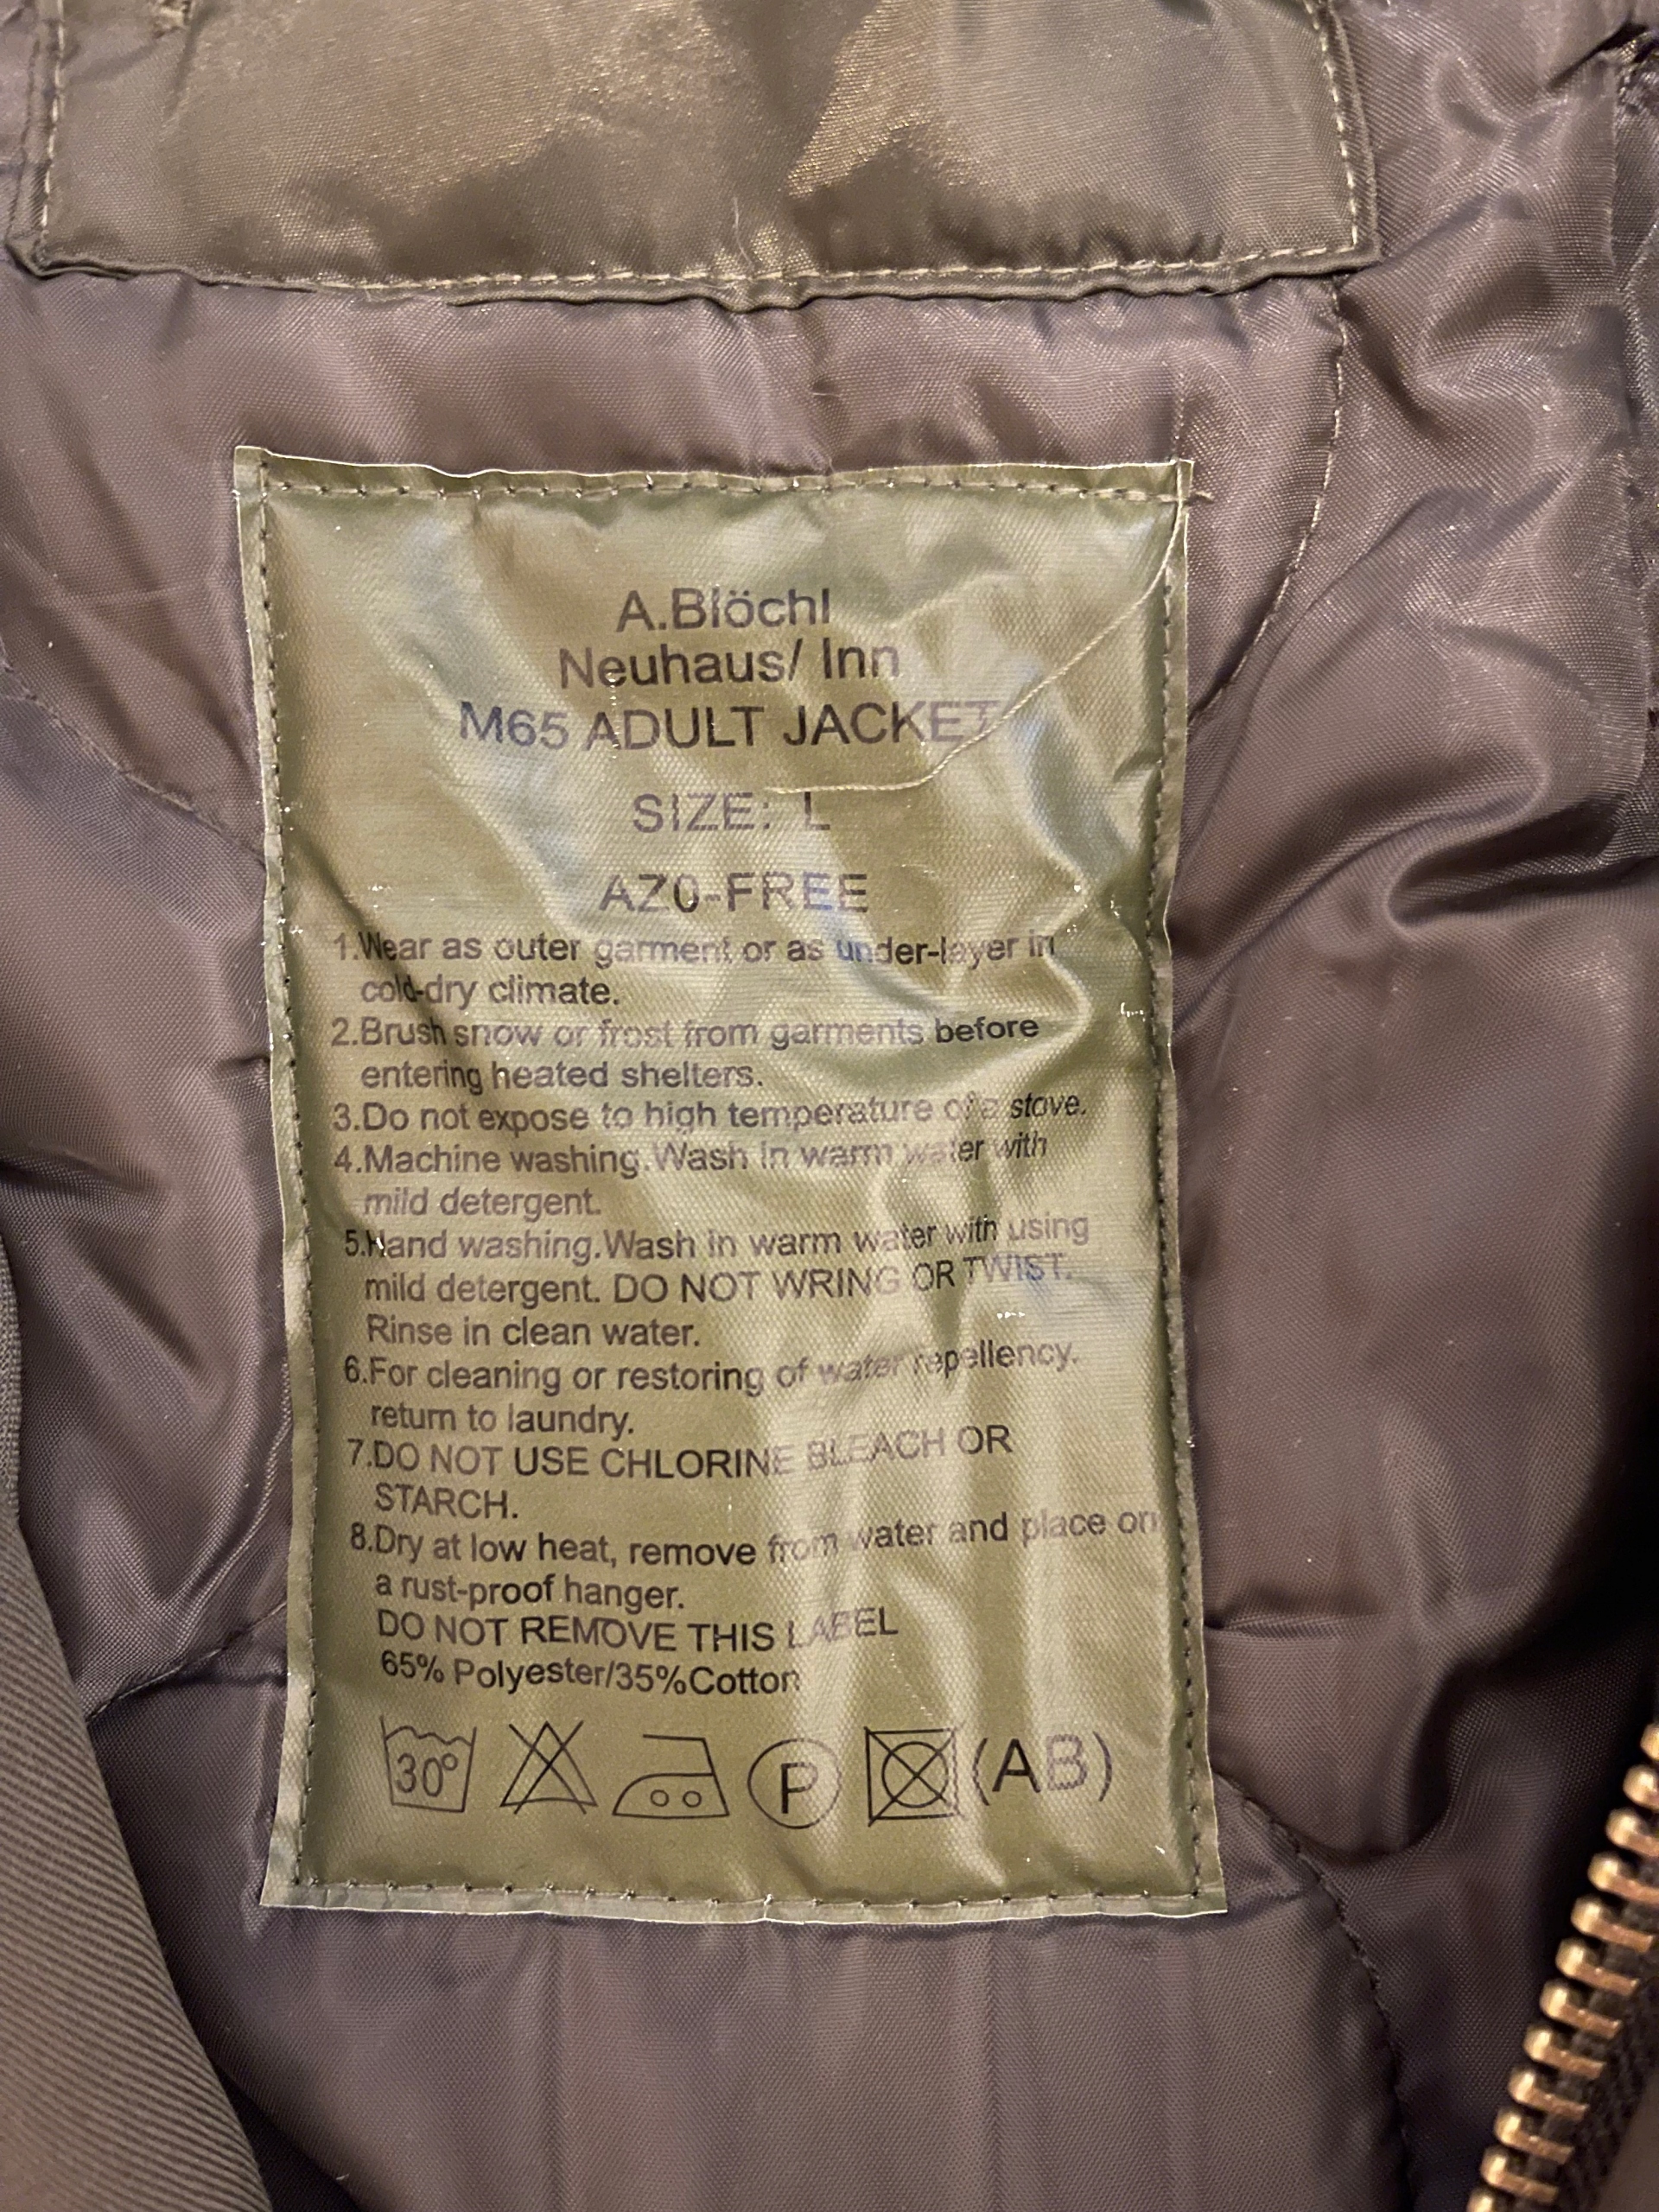 A.Blöchl
Neuhaus/ Inn
M65 ADULT JACKET
SIZE: L
AZ0-FREE
1.Wear as outer garment or as under-layer in
cold-dry climate.
2.Brush snow or frost from garments before
entering heated shelters.
3.Do not expose to high temperature of a stove.
4.Machine washing.Wash in warm water with
mild detergent.
5.Hand washing.Wash in warm water with using
mild detergent. DO NOT WRING OR TWIST.
Rinse in clean water.
6.For cleaning or restoring of water repellency.
return to laundry.
7.DO NOT USE CHLORINE BLEACH OR
STARCH.
8.Dry at low heat, remove from water and place on
a rust-proof hanger.
DO NOT REMOVE THIS LABEL
65% Polyester/35%Cotton
30° P (AB)